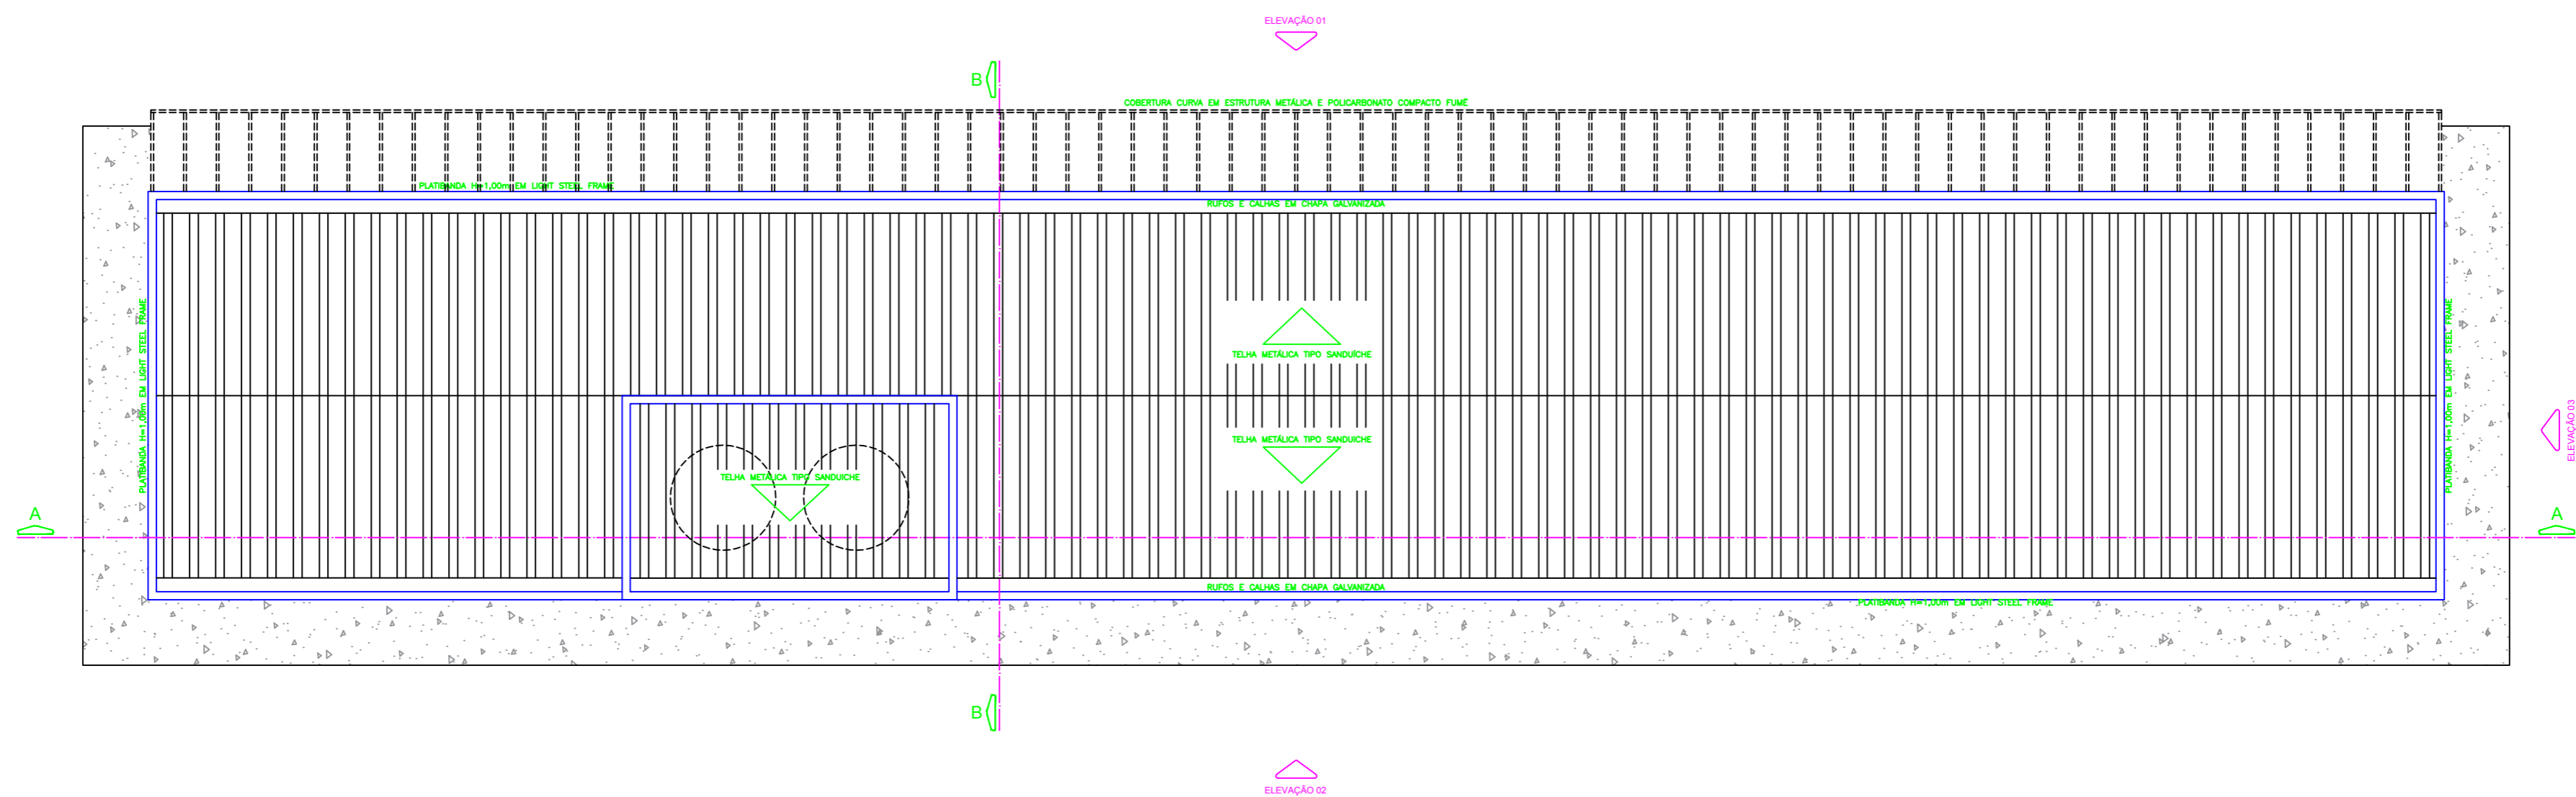 ELEVAÇÃO 01
B
COBERTURA CURVA EM ESTRUTURA METÁLICA E POLICARBONATO COMPACTO FUMÊ
PLATIBANDA H=1,00m EM LIGHT STEEL FRAME
RUFOS E CALHAS EM CHAPA GALVANIZADA
PLATIBANDA H=1,00m EM LIGHT STEEL FRAME
PLATIBANDA H=1,00m EM LIGHT STEEL FRAME
ELEVAÇÃO 03
TELHA METÁLICA TIPO SANDUÍCHE
TELHA METÁLICA TIPO SANDUICHE
TELHA METÁLICA TIPO SANDUICHE
A
A
RUFOS E CALHAS EM CHAPA GALVANIZADA
PLATIBANDA H=1,00m EM LIGHT STEEL FRAME
B
ELEVAÇÃO 02